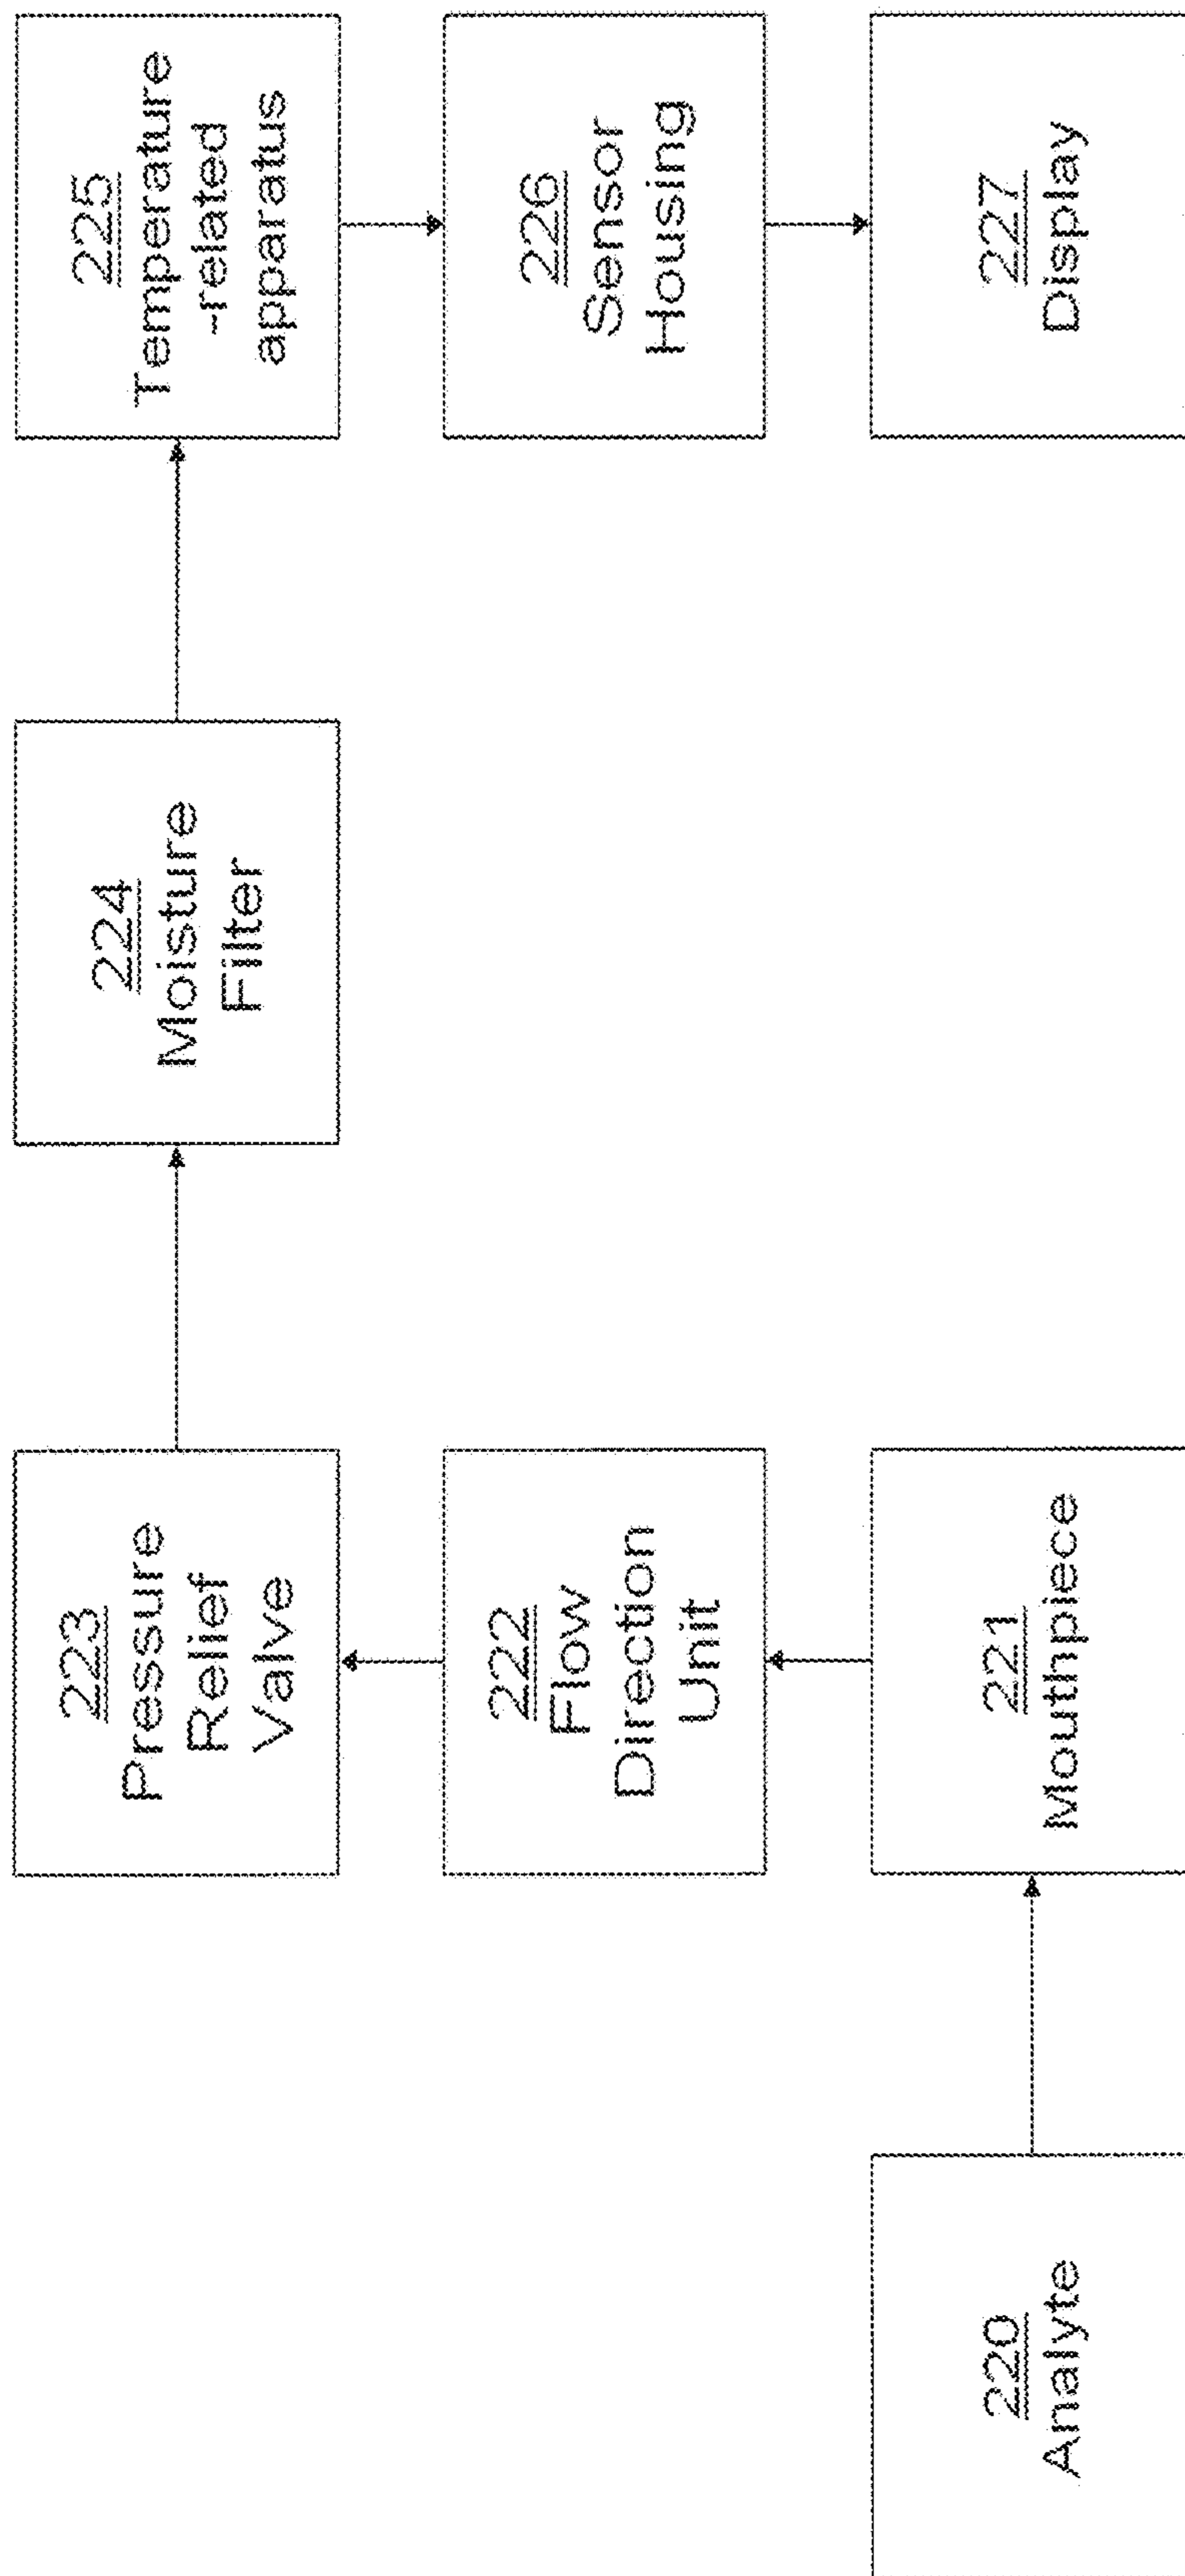 220
Analyte
221
Mouthpiece
222
Flow
Direction
Unit
223
Pressure
Relief
Valve
224
Moisture
Filter
225
Temperature
-related
apparatus
226
Sensor
Housing
227
Display